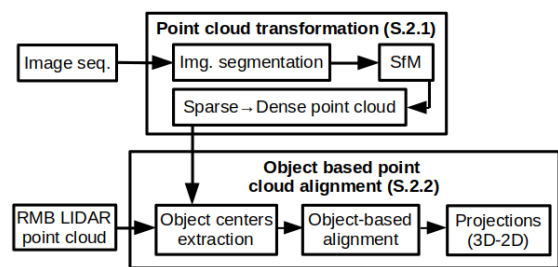 Point cloud transformation (S.2.1)
Image seq.
Img. segmentation
SfM
Sparse→Dense point cloud
Object based point
cloud alignment (S.2.2)
RMB LIDAR
point cloud
Object centers
extraction
Object-based
alignment
Projections
(3D-2D)